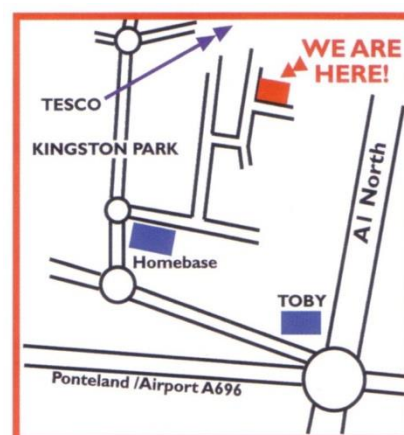 WE ARE
HERE!
TESCO
KINGSTON PARK
A1 North
Homebase
TOBY
Ponteland /Airport A696